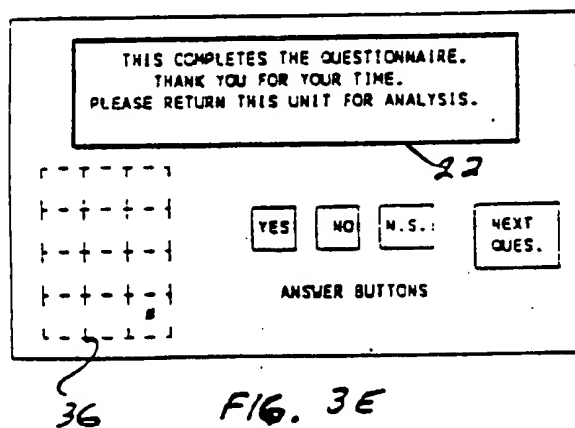 THIS COMPLETES THE QUESTIONNAIRE.
THANK YOU FOR YOUR TIME.
PLEASE RETURN THIS UNIT FOR ANALYSIS.
22
YES NO N.S. NEXT
QUES.
ANSWER BUTTONS
36
FIG. 3E